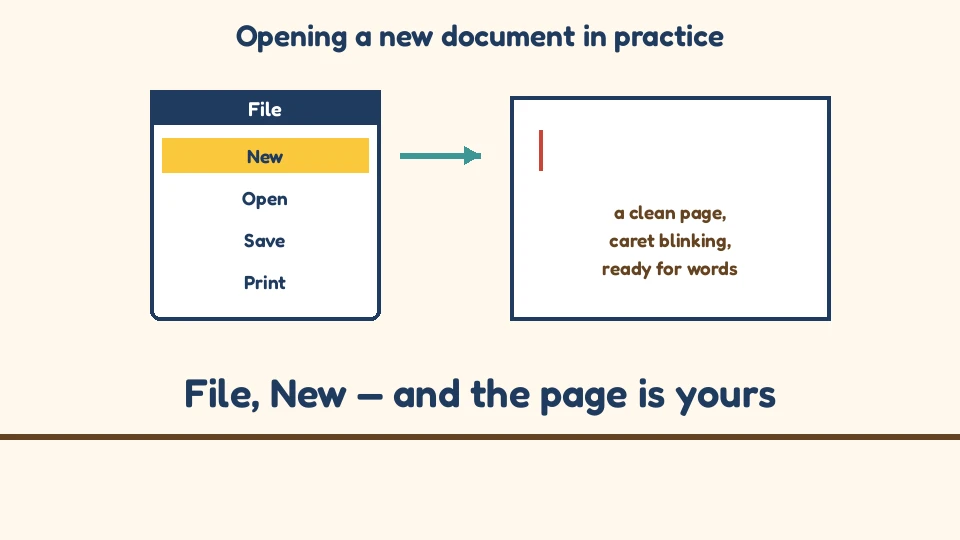 Opening a new document in practice
File
New
Open
Save
Print
a clean page,
caret blinking,
ready for words
File, New — and the page is yours